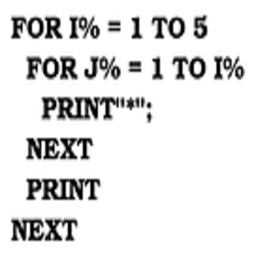 FOR I% = 1 TO 5
FOR J% = 1 TO I%
PRINT"*";
NEXT
PRINT
NEXT